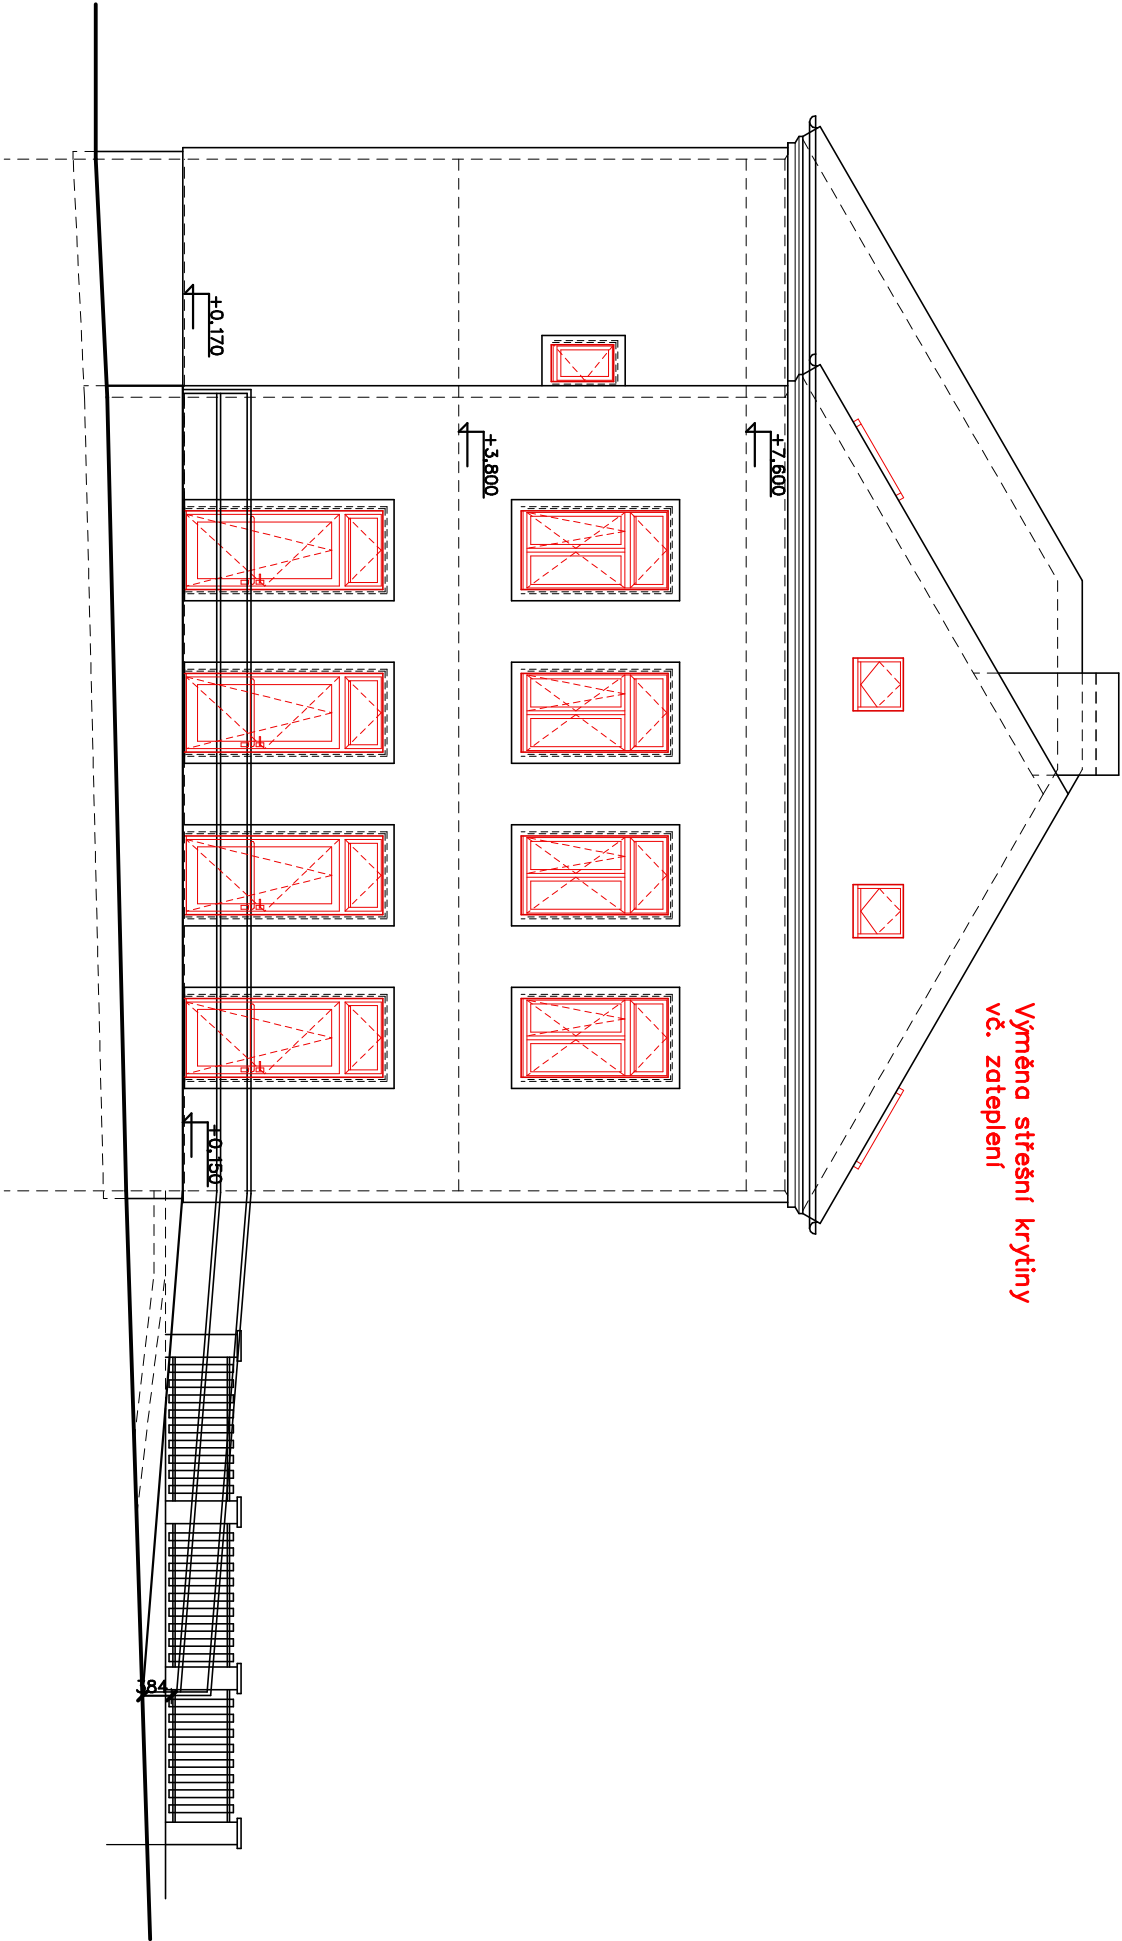 Výměna střešní krytiny
vč. zateplení
+7.600
+3.800
+0.170
+0.150
384